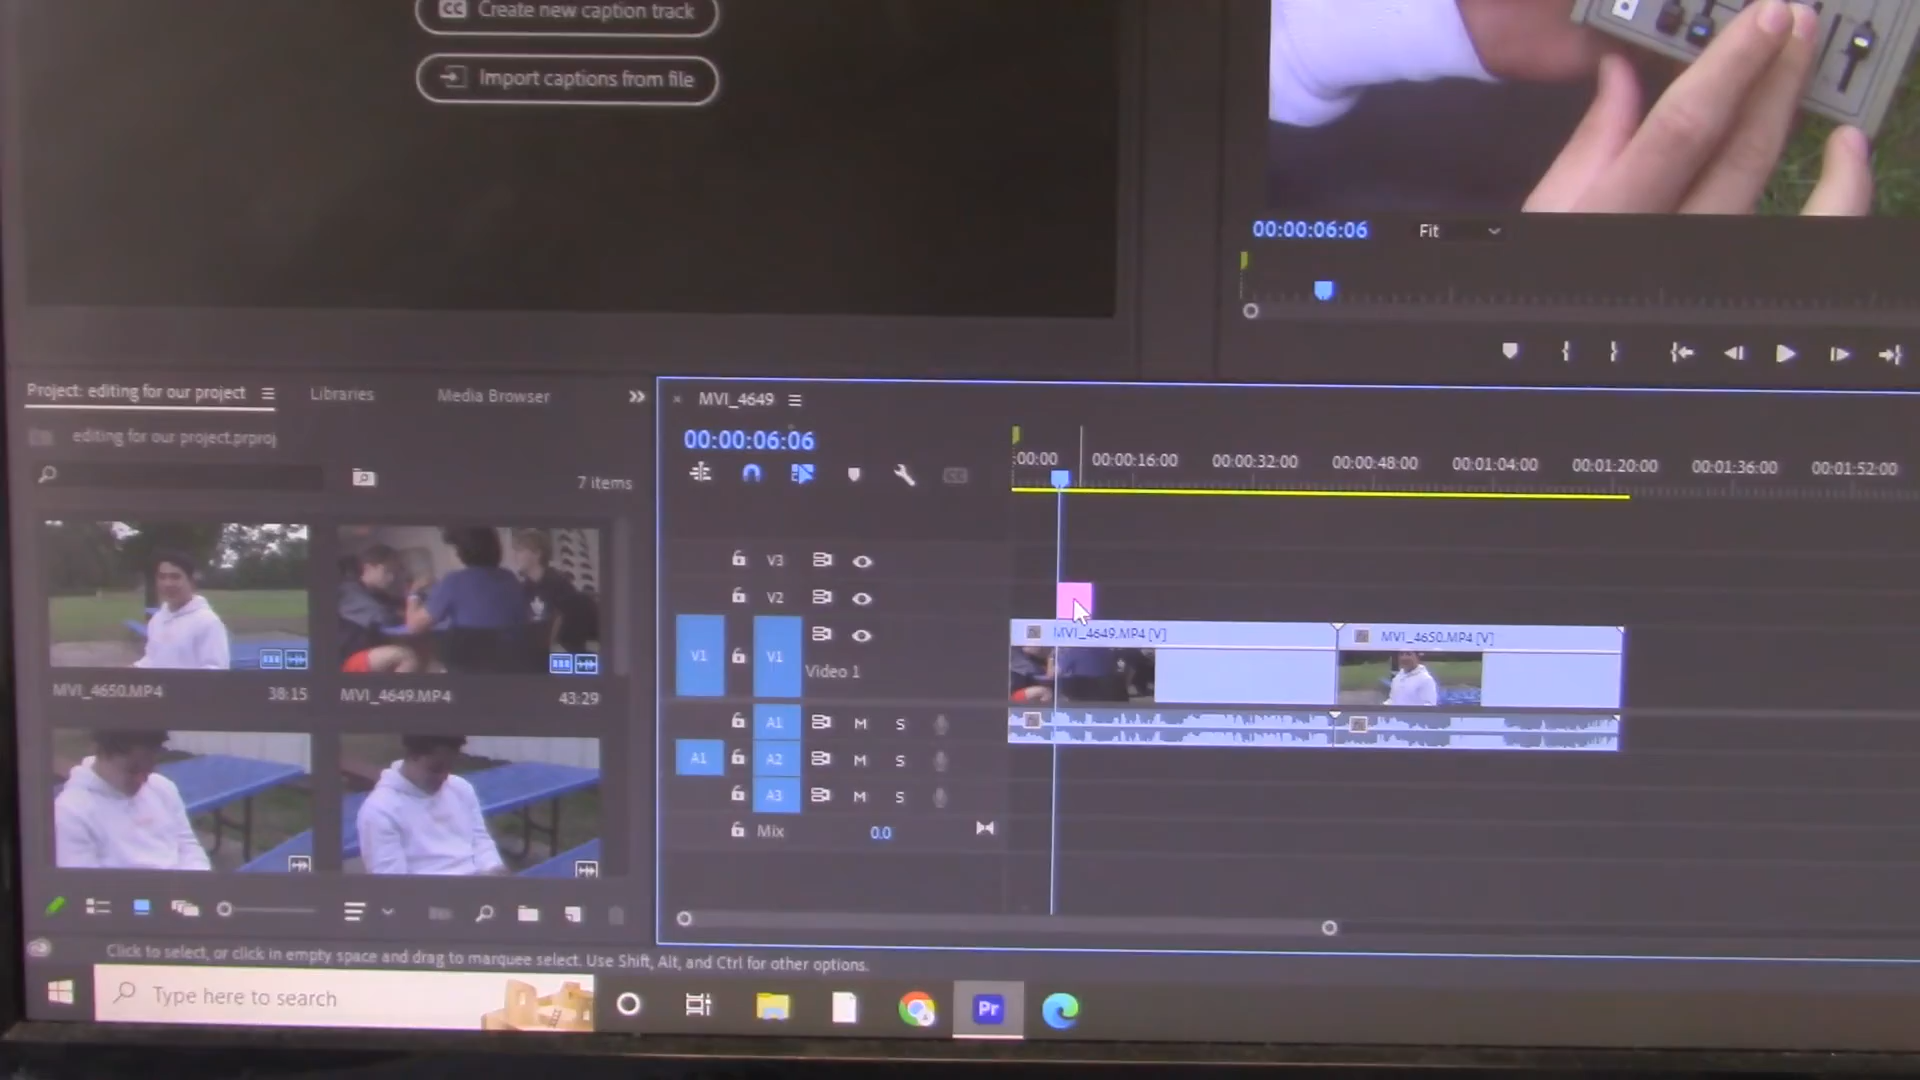 CC Create new caption track
Import captions from file
00:00:06:06
Fit
Project: editing for our project
Libraries
Media Browser
editing for our project.prproj
7 items
MVI_4650.MP4
38:15
MVI_4649.MP4
43:29
MVI_4649
00:00:06:06
CC
:00:00
00:00:16:00
00:00:32:00
00:00:48:00
00:01:04:00
00:01:20:00
00:01:36:00
00:01:52:00
V3
V2
V1
V1
Video 1
MVI_4649.MP4 [V]
MVI_4650.MP4 [V]
fx
A1
M
S
A1
A2
M
S
A3
M
S
Mix
0.0
Click to select, or click in empty space and drag to marquee select. Use Shift, Alt, and Ctrl for other options.
Type here to search
Pr